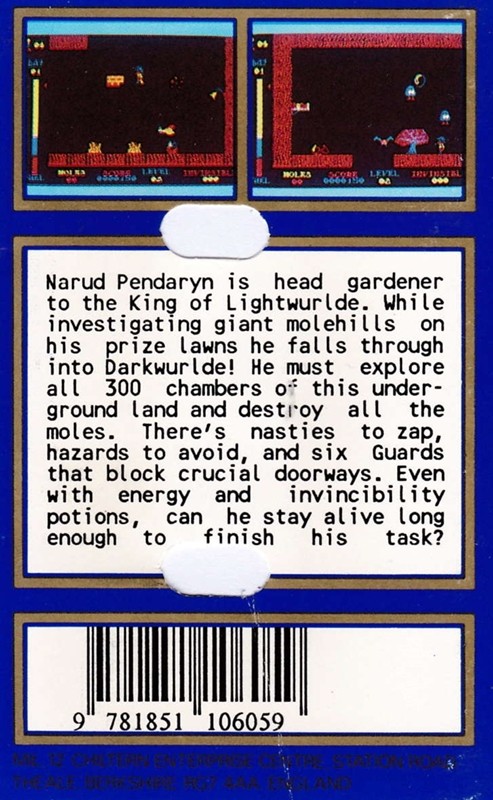 MOLES SCORE LEVEL INVINSIBL
MOLES SCORE LEVEL INVINSIBL
Narud Pendaryn is head gardener
to the King of Lightwurlde. While
investigating giant molehills on
his prize lawns he falls through
into Darkwurlde! He must explore
all 300 chambers of this under-
ground land and destroy all the
moles. There's nasties to zap,
hazards to avoid, and six Guards
that block crucial doorways. Even
with energy and invincibility
potions, can he stay alive long
enough to finish his task?
9 781851 106059
12 CHILTERN ENTERPRISE CENTRE, STATION ROAD
THEALE, BERKSHIRE RG7 4AA ENGLAND